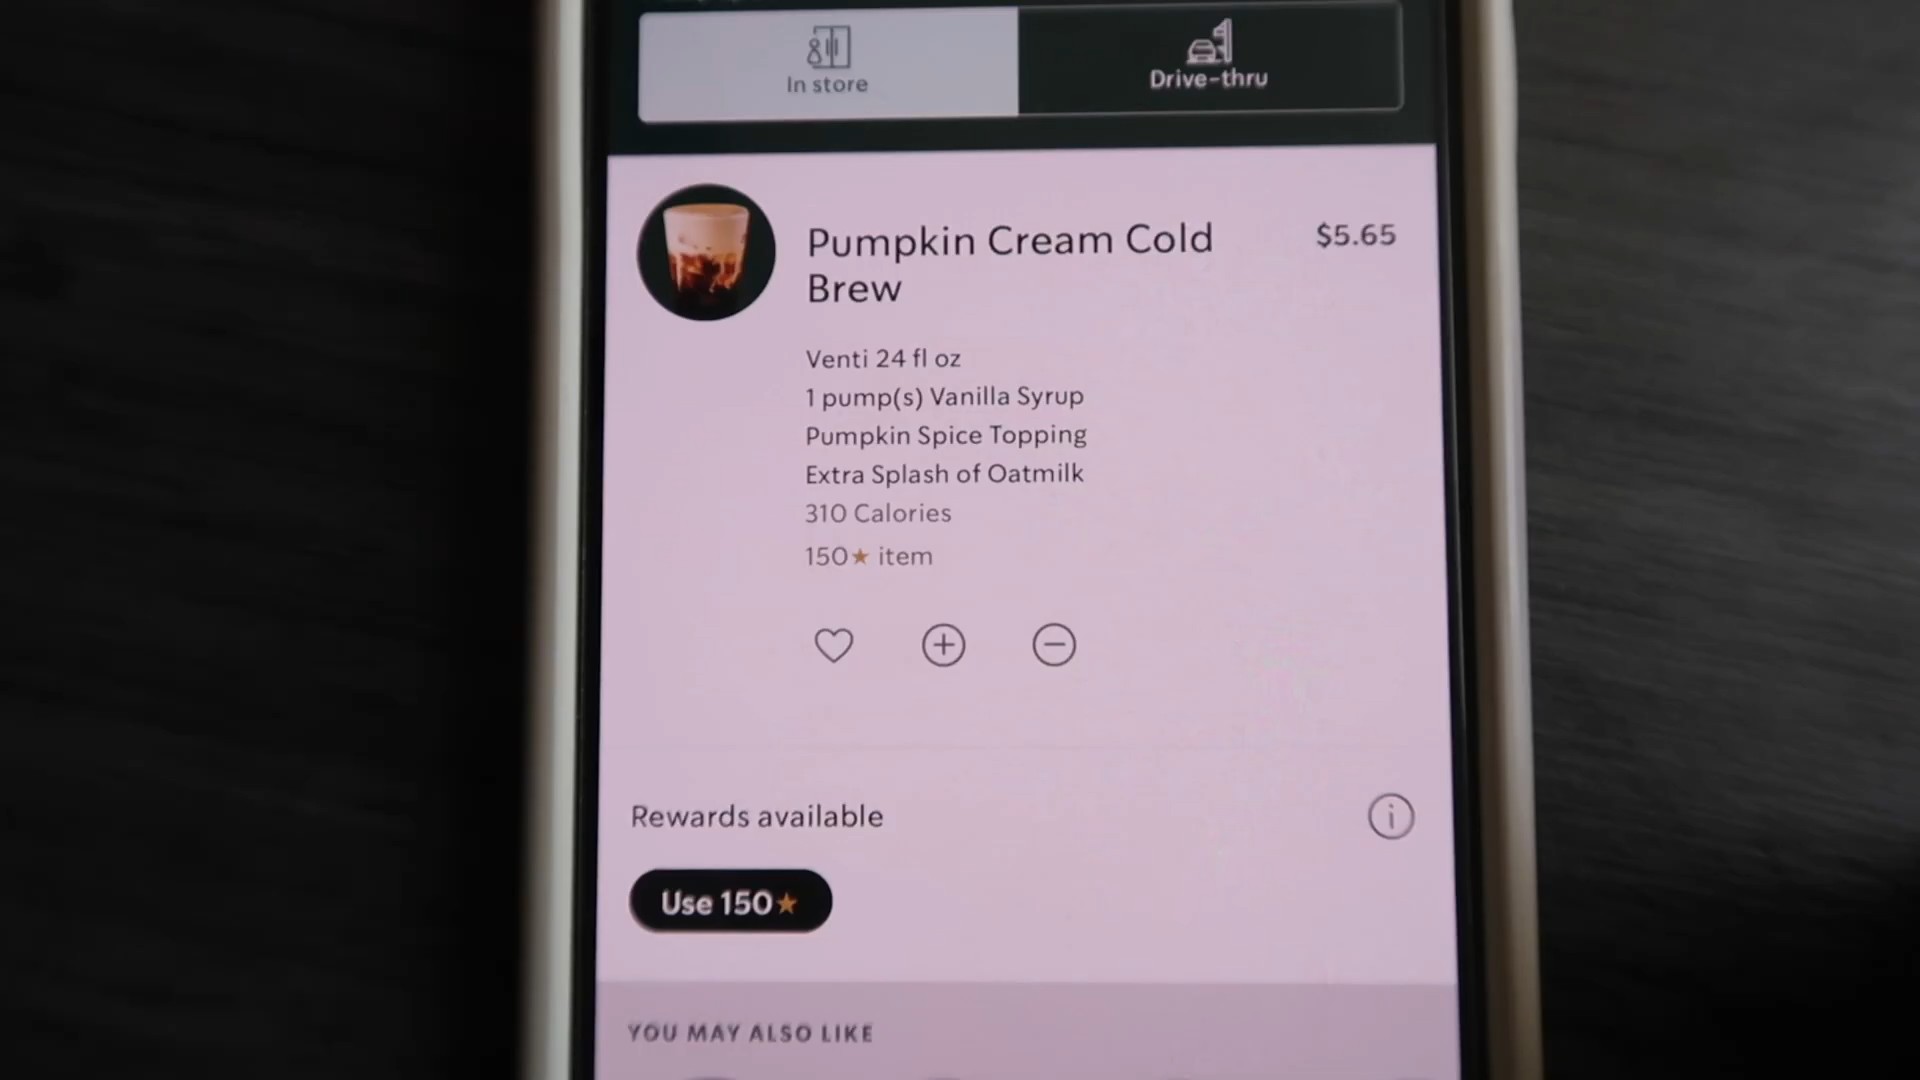 In store
Drive-thru
Pumpkin Cream Cold
Brew
$5.65
Venti 24 fl oz
1 pump(s) Vanilla Syrup
Pumpkin Spice Topping
Extra Splash of Oatmilk
310 Calories
150★ item
Rewards available
Use 150★
YOU MAY ALSO LIKE